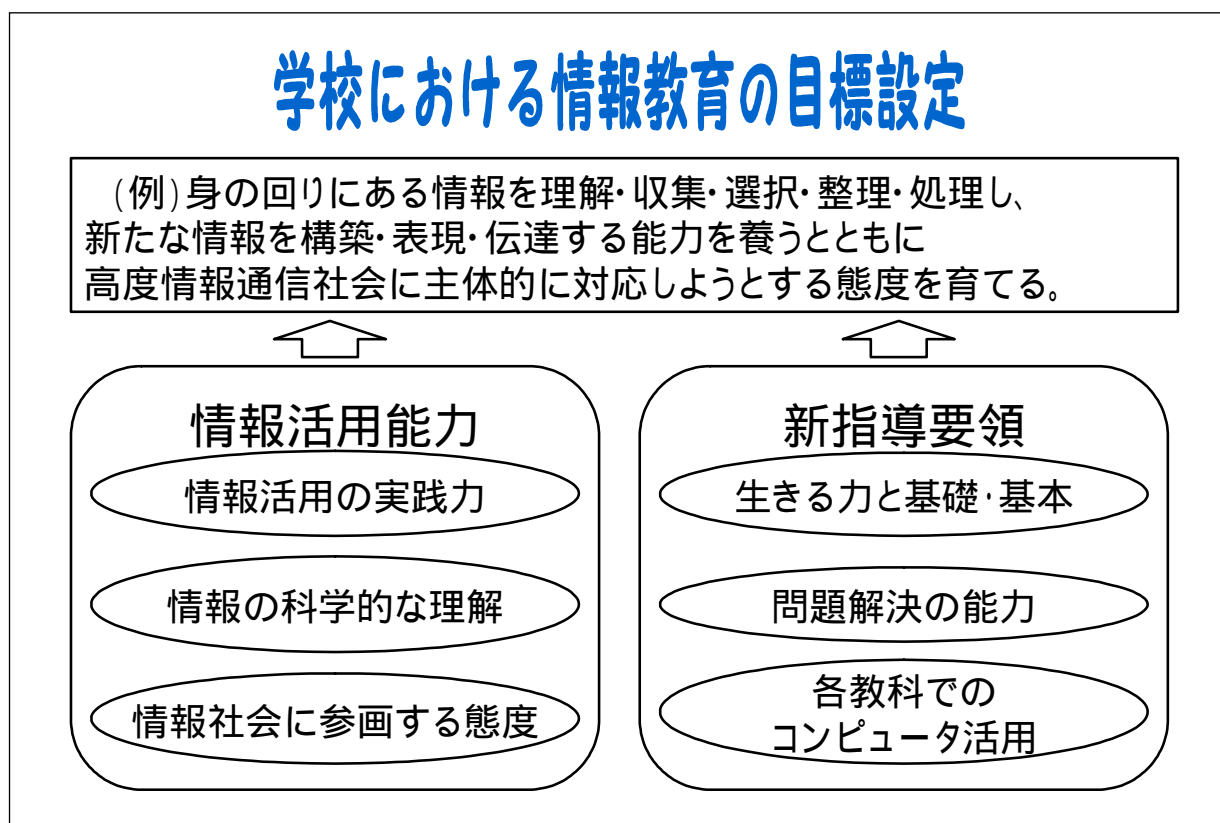 学校における情報教育の目標設定
(例)身の回りにある情報を理解・収集・選択・整理・処理し、
新たな情報を構築・表現・伝達する能力を養うとともに
高度情報通信社会に主体的に対応しようとする態度を育てる。
情報活用能力
情報活用の実践力
情報の科学的な理解
情報社会に参画する態度
新指導要領
生きる力と基礎・基本
問題解決の能力
各教科での
コンピュータ活用